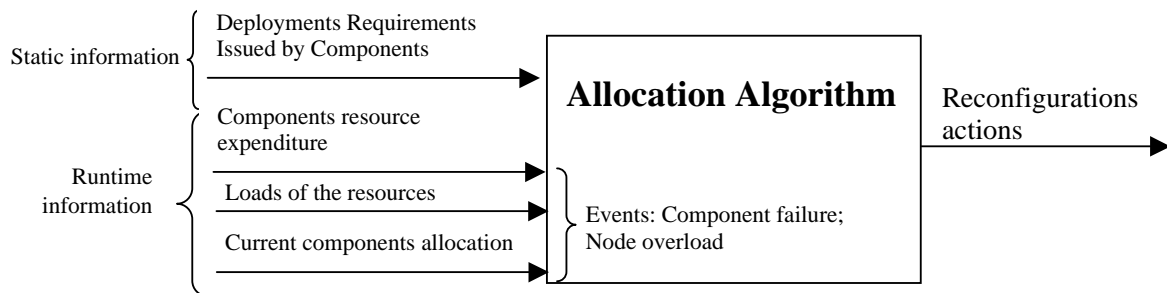 Static information
Deployments Requirements
Issued by Components
Runtime
information
Components resource
expenditure
Loads of the resources
Current components allocation
Allocation Algorithm
Events: Component failure;
Node overload
Reconfigurations
actions